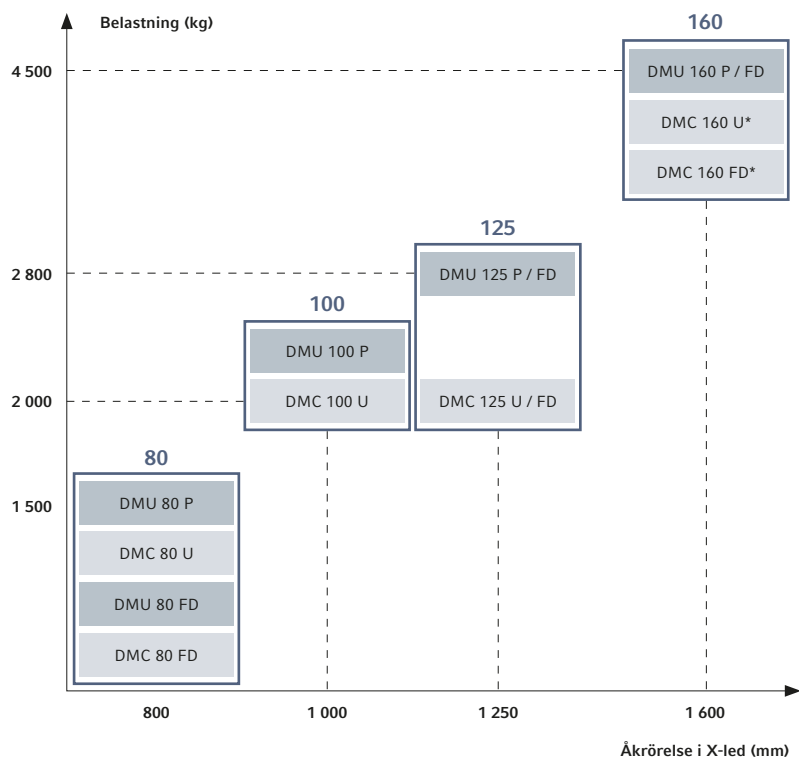 Belastning (kg)
160
4 500
DMU 160 P / FD
DMC 160 U*
DMC 160 FD*
125
2 800
DMU 125 P / FD
100
DMU 100 P
2 000
DMC 100 U
DMC 125 U / FD
80
1 500
DMU 80 P
DMC 80 U
DMU 80 FD
DMC 80 FD
800
1 000
1 250
1 600
Åkrörelse i X-led (mm)